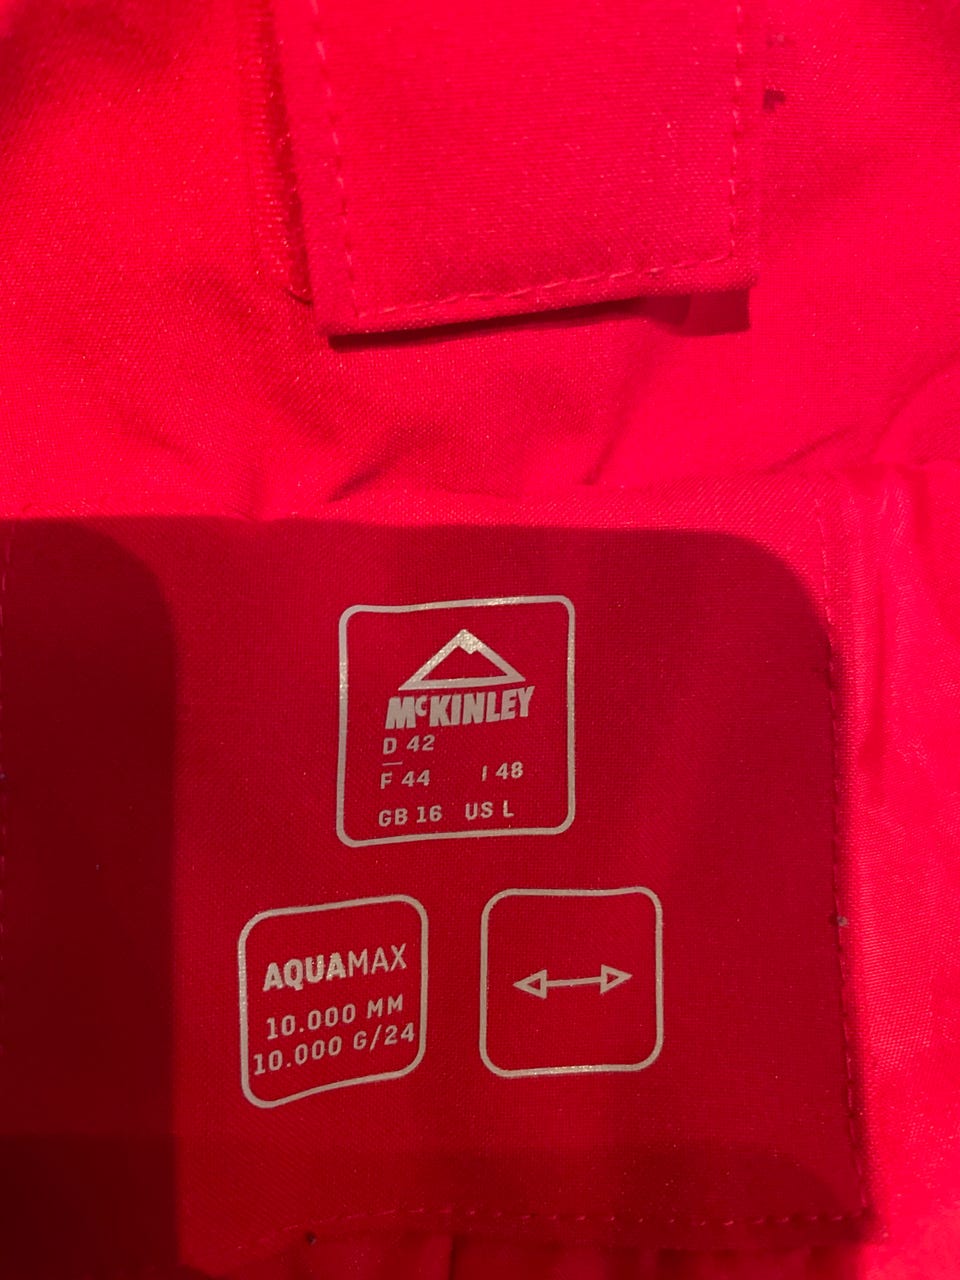 McKINLEY
D 42
F 44 I 48
GB 16 US L
AQUAMAX
10.000 MM
10.000 G/24